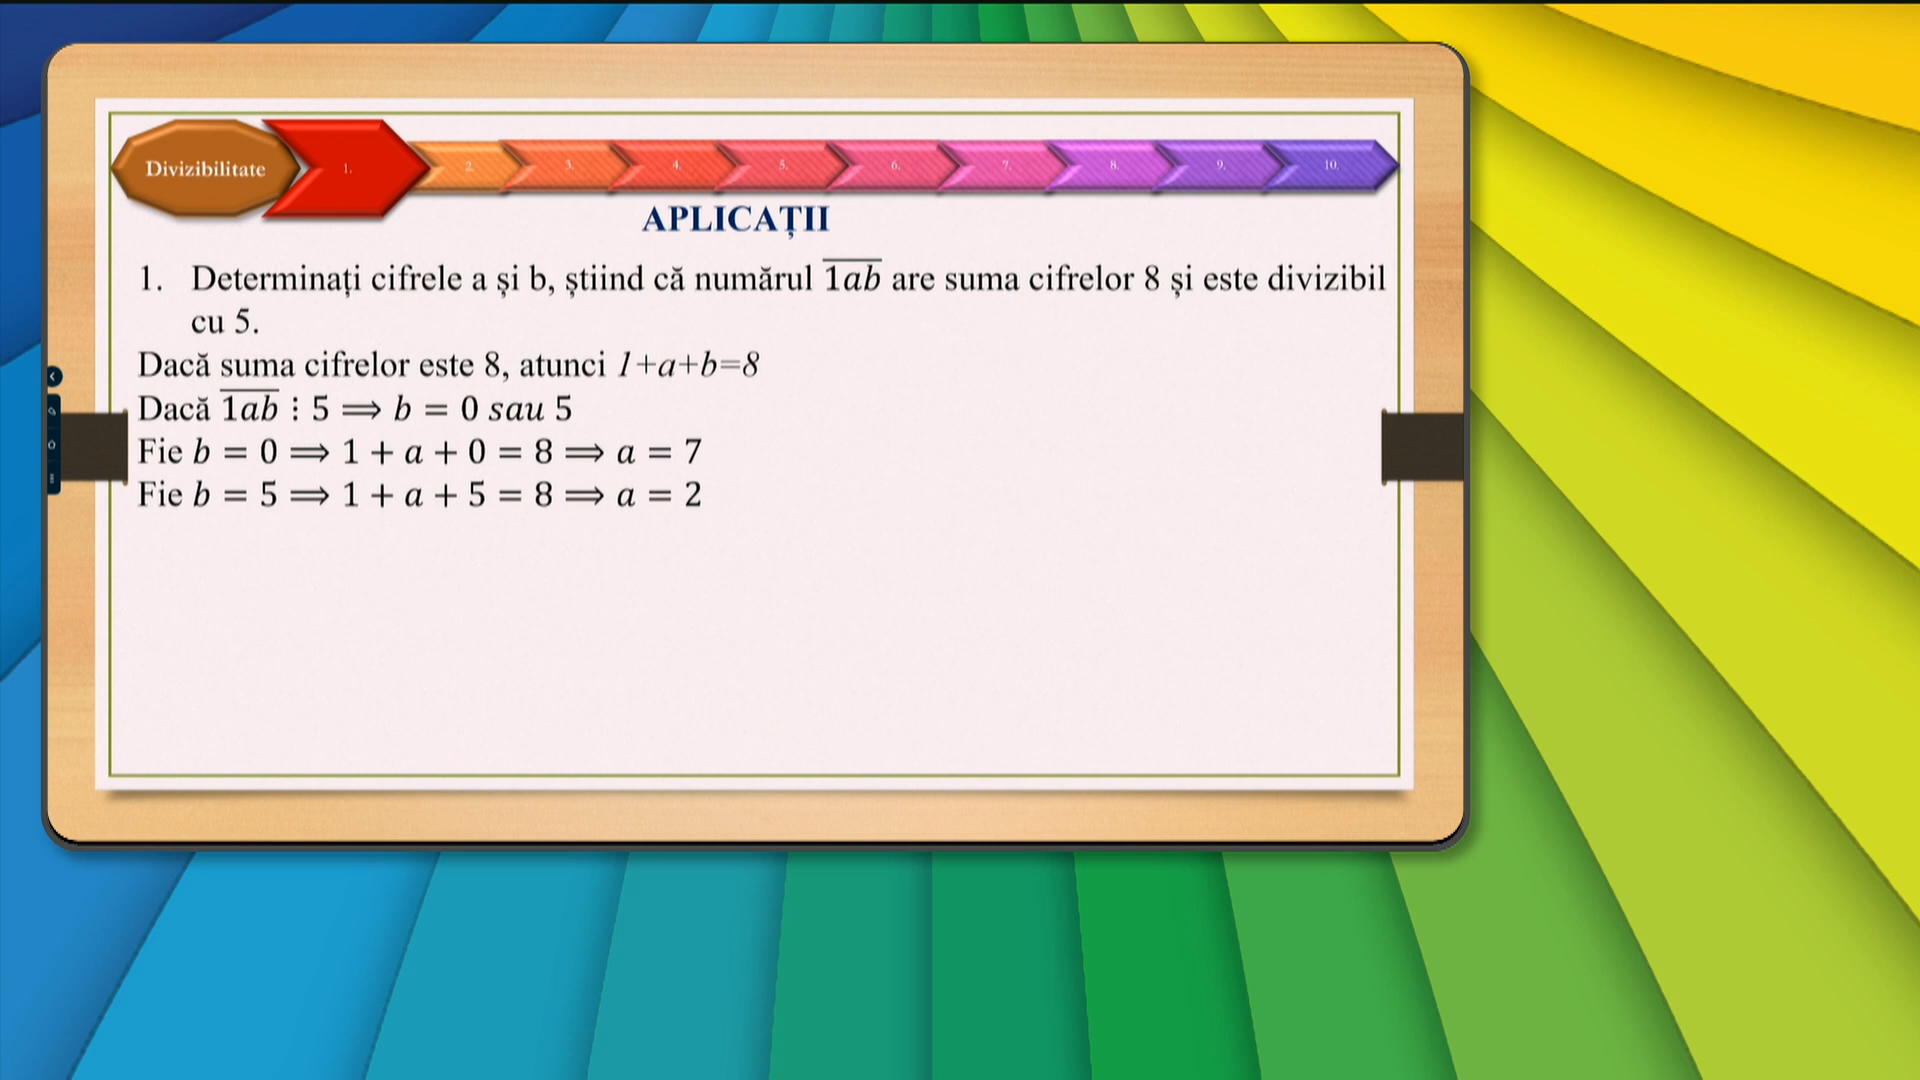 Divizibilitate 1. 2. 3. 4. 5. 6. 7. 8. 9. 10.
APLICAȚII
1. Determinați cifrele a și b, știind că numărul $\overline{1ab}$ are suma cifrelor 8 și este divizibil
cu 5.
Dacă suma cifrelor este 8, atunci 1+a+b=8
Dacă $\overline{1ab}$ ⋮ 5 ⟹ b = 0 sau 5
Fie b = 0 ⟹ 1 + a + 0 = 8 ⟹ a = 7
Fie b = 5 ⟹ 1 + a + 5 = 8 ⟹ a = 2